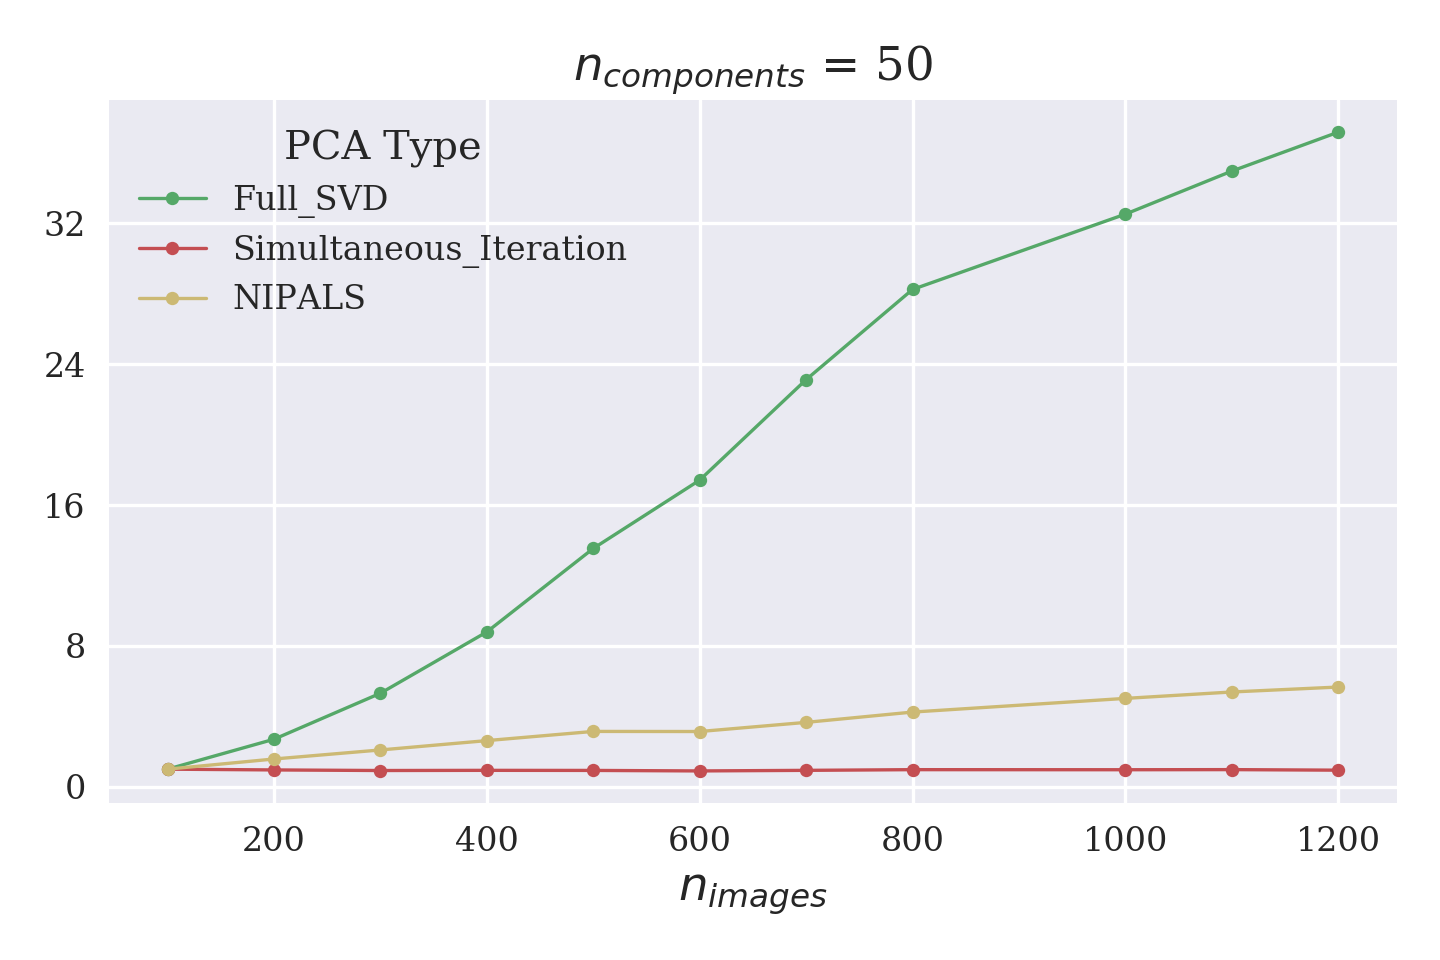 n_components = 50
PCA Type
Full_SVD
Simultaneous_Iteration
NIPALS
32
24
16
8
0
200 400 600 800 1000 1200
n_images